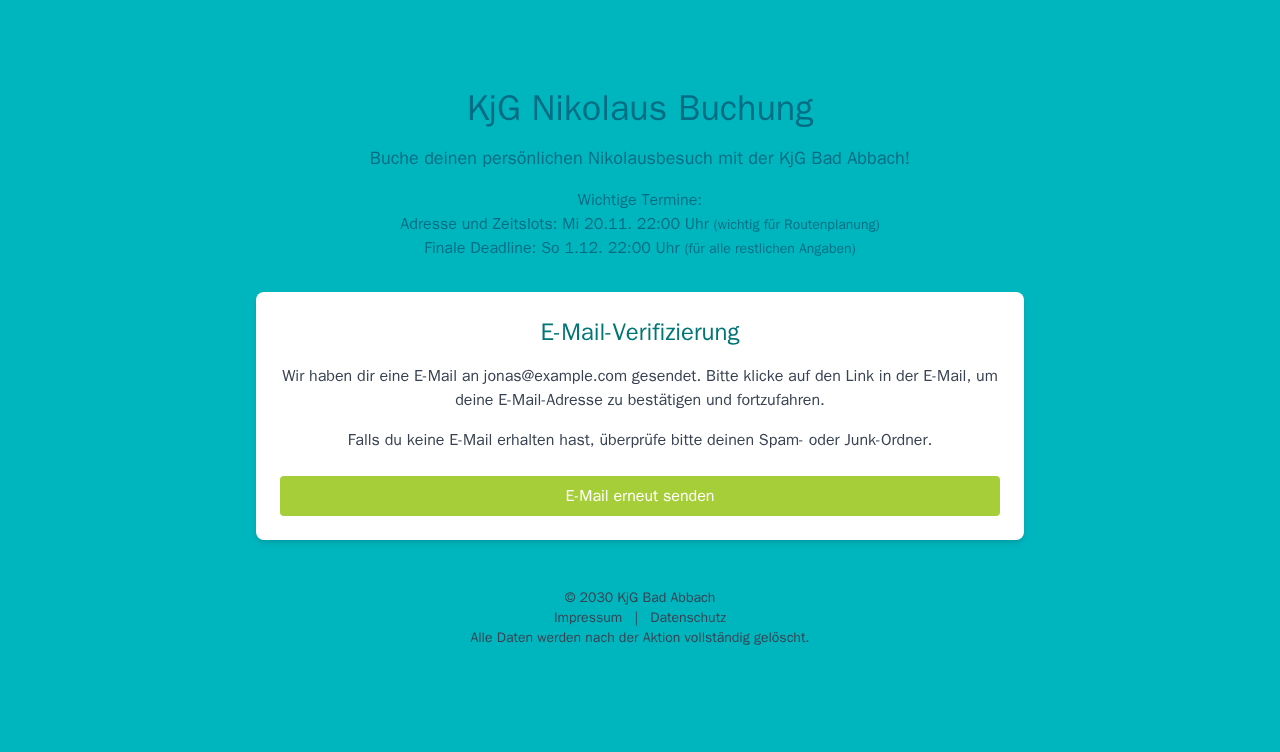 KjG Nikolaus Buchung
Buche deinen persönlichen Nikolausbesuch mit der KjG Bad Abbach!
Wichtige Termine:
Adresse und Zeitslots: Mi 20.11. 22:00 Uhr (wichtig für Routenplanung)
Finale Deadline: So 1.12. 22:00 Uhr (für alle restlichen Angaben)
E-Mail-Verifizierung
Wir haben dir eine E-Mail an jonas@example.com gesendet. Bitte klicke auf den Link in der E-Mail, um
deine E-Mail-Adresse zu bestätigen und fortzufahren.
Falls du keine E-Mail erhalten hast, überprüfe bitte deinen Spam- oder Junk-Ordner.
E-Mail erneut senden
© 2030 KjG Bad Abbach
Impressum | Datenschutz
Alle Daten werden nach der Aktion vollständig gelöscht.